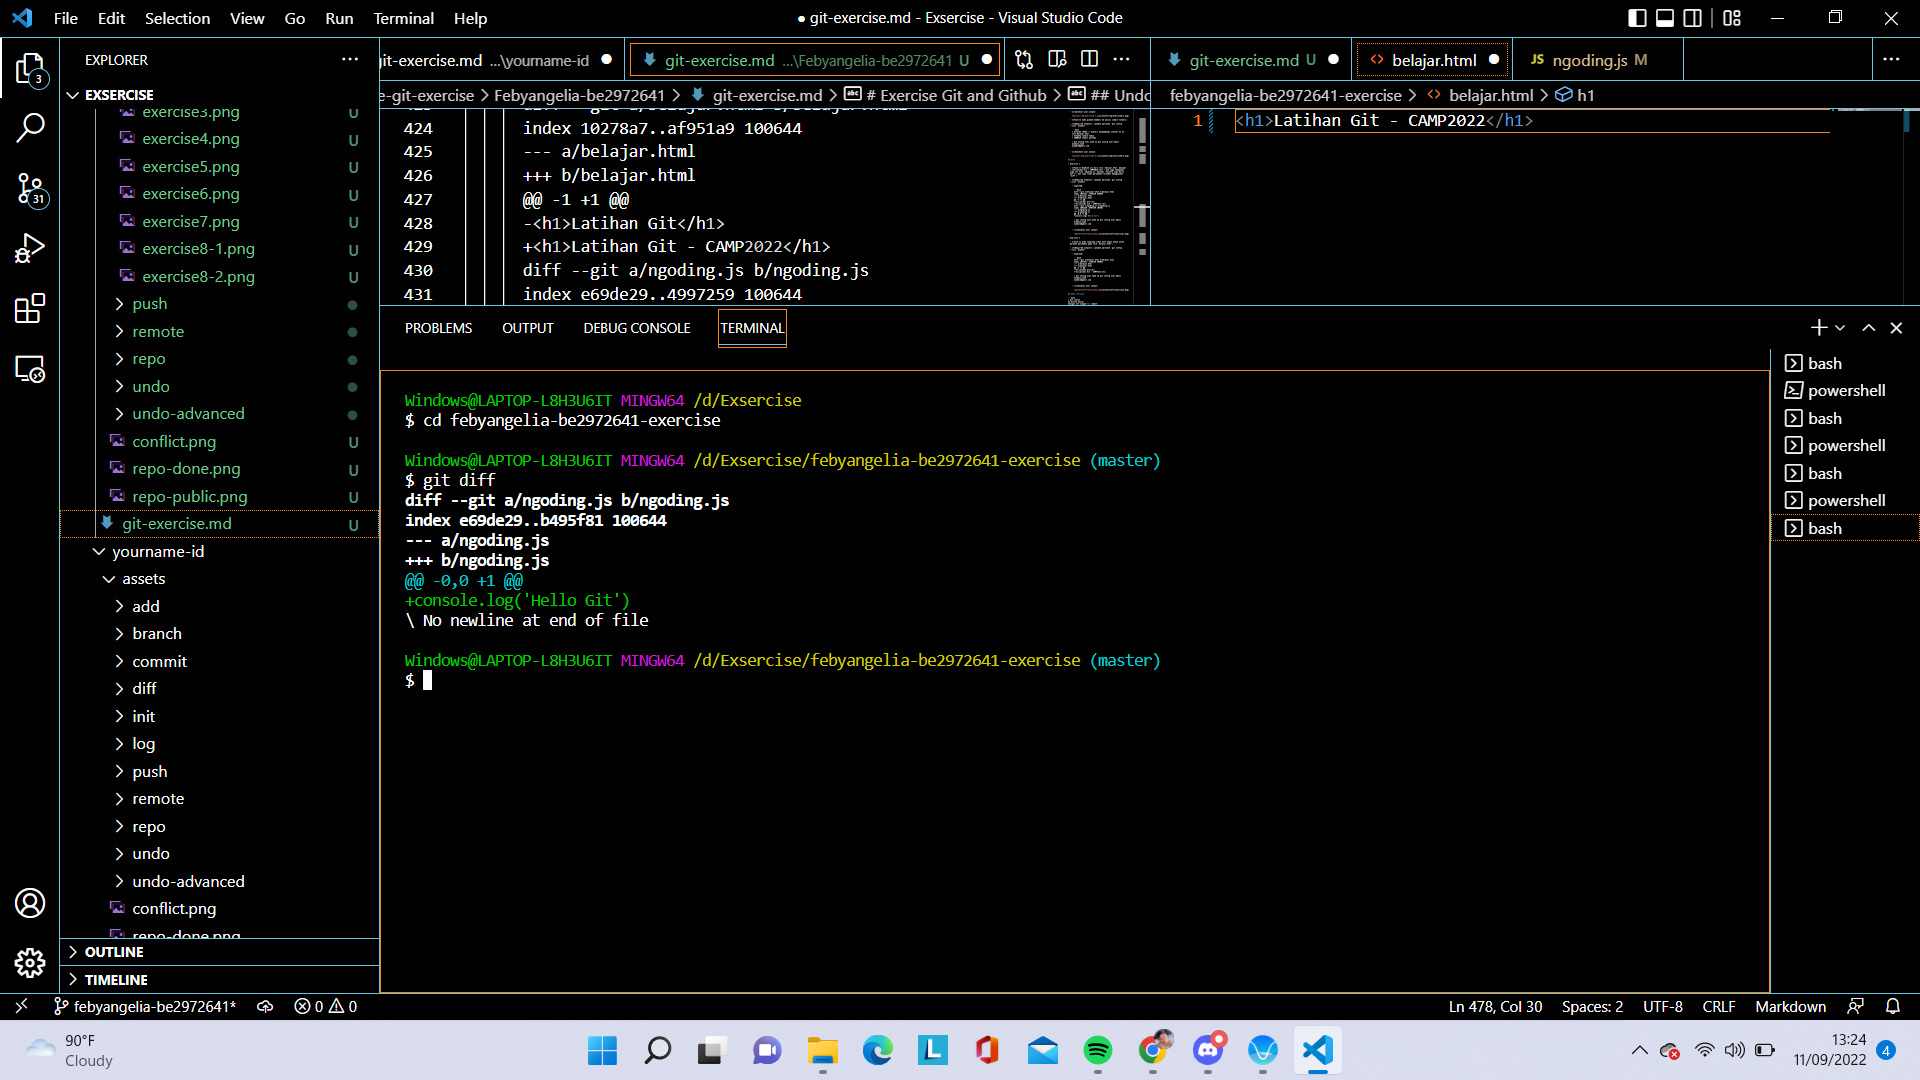 File Edit Selection View Go Run Terminal Help
● git-exercise.md - Exsercise - Visual Studio Code
EXPLORER
EXSERCISE
exercise3.png U
exercise4.png U
exercise5.png U
exercise6.png U
exercise7.png U
exercise8-1.png U
exercise8-2.png U
push
remote
repo
undo
undo-advanced
conflict.png U
repo-done.png U
repo-public.png U
git-exercise.md U
yourname-id
assets
add
branch
commit
diff
init
log
push
remote
repo
undo
undo-advanced
conflict.png
repo-done.png
OUTLINE
TIMELINE
3
31
git-exercise.md ...\yourname-id
git-exercise.md ...\Febyangelia-be2972641 U
e-git-exercise > Febyangelia-be2972641 > git-exercise.md > # Exercise Git and Github > ## Undo
424 index 10278a7..af951a9 100644
425 --- a/belajar.html
426 +++ b/belajar.html
427 @@ -1 +1 @@
428 -<h1>Latihan Git</h1>
429 +<h1>Latihan Git - CAMP2022</h1>
430 diff --git a/ngoding.js b/ngoding.js
431 index e69de29..4997259 100644
git-exercise.md U
belajar.html
JS ngoding.js M
febyangelia-be2972641-exercise > belajar.html > h1
1 <h1>Latihan Git - CAMP2022</h1>
PROBLEMS OUTPUT DEBUG CONSOLE TERMINAL
Windows@LAPTOP-L8H3U6IT MINGW64 /d/Exsercise
$ cd febyangelia-be2972641-exercise
Windows@LAPTOP-L8H3U6IT MINGW64 /d/Exsercise/febyangelia-be2972641-exercise (master)
$ git diff
diff --git a/ngoding.js b/ngoding.js
index e69de29..b495f81 100644
--- a/ngoding.js
+++ b/ngoding.js
@@ -0,0 +1 @@
+console.log('Hello Git')
\ No newline at end of file
Windows@LAPTOP-L8H3U6IT MINGW64 /d/Exsercise/febyangelia-be2972641-exercise (master)
$
bash
powershell
bash
powershell
bash
powershell
bash
febyangelia-be2972641* 0 0
Ln 478, Col 30 Spaces: 2 UTF-8 CRLF Markdown
90°F
Cloudy
13:24
11/09/2022
4